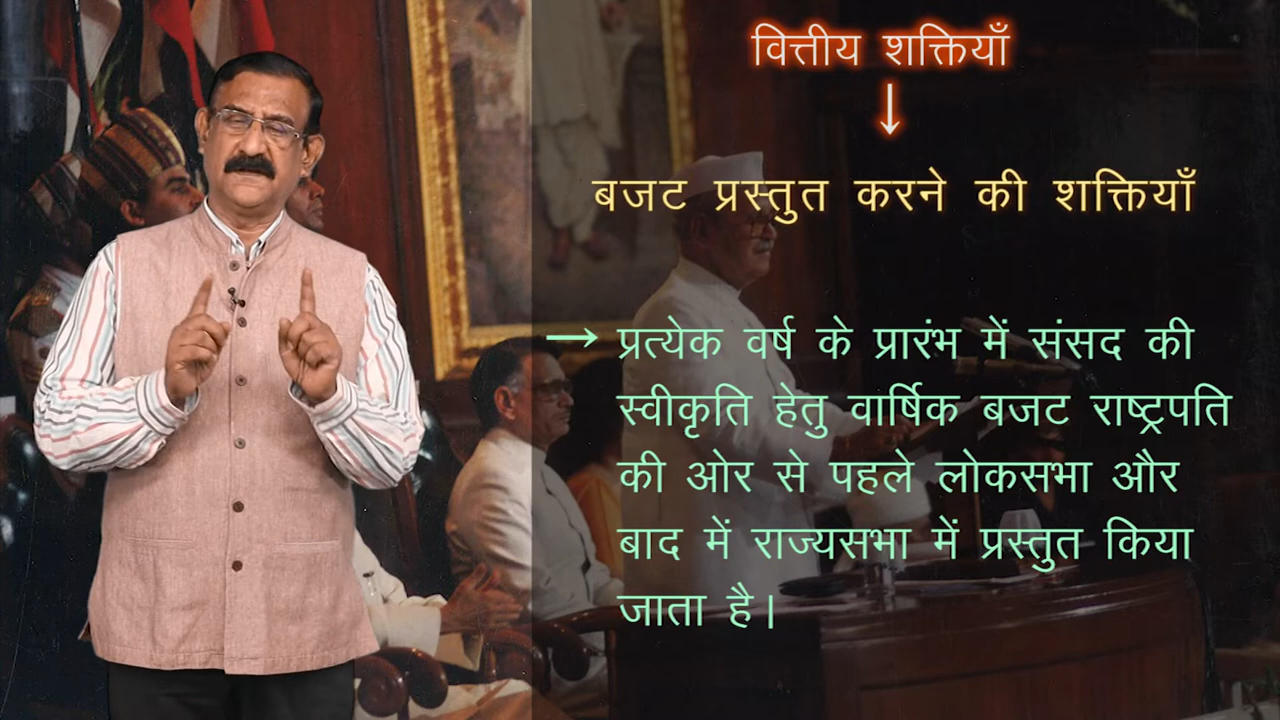 वित्तीय शक्तियाँ
↓
बजट प्रस्तुत करने की शक्तियाँ
→ प्रत्येक वर्ष के प्रारंभ में संसद की
स्वीकृति हेतु वार्षिक बजट राष्ट्रपति
की ओर से पहले लोकसभा और
बाद में राज्यसभा में प्रस्तुत किया
जाता है।